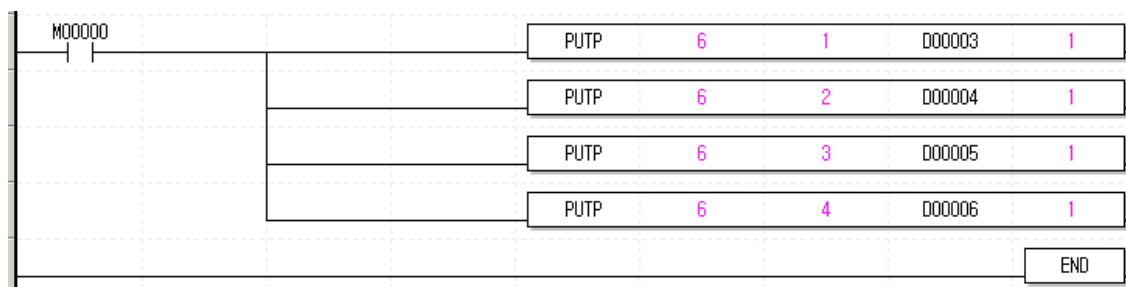 M00000
PUTP 6 1 D00003 1
PUTP 6 2 D00004 1
PUTP 6 3 D00005 1
PUTP 6 4 D00006 1
END